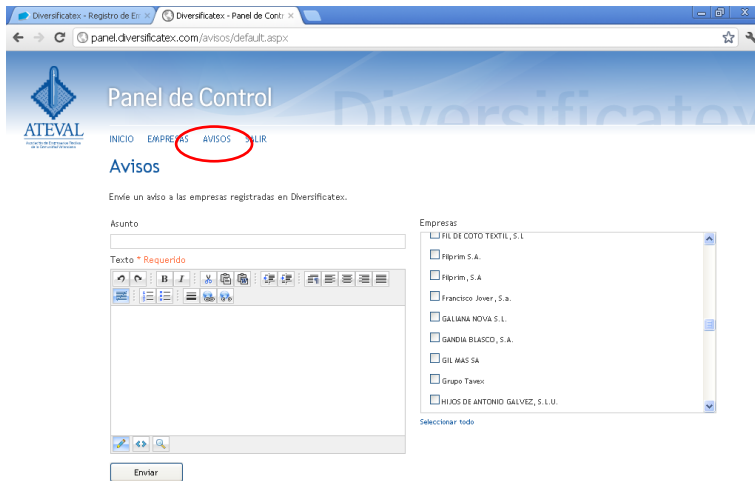 Diversificatex - Registro de Em
Diversificatex - Panel de Contr
panel.diversificatex.com/avisos/default.aspx
Diversificatex
Panel de Control
ATEVAL
INICIO EMPRESAS AVISOS SALIR
Avisos
Envíe un aviso a las empresas registradas en Diversificatex.
Asunto
Texto * Requerido
B I
Enviar
Empresas
FIL DE COTO TEXTIL, S.L
Filprim S.A.
Filprim, S.A
Francisco Jover, S.a.
GALIANA NOVA S.L.
GANDIA BLASCO, S.A.
GIL MAS SA
Grupo Tavex
HIJOS DE ANTONIO GALVEZ, S.L.U.
Seleccionar todo